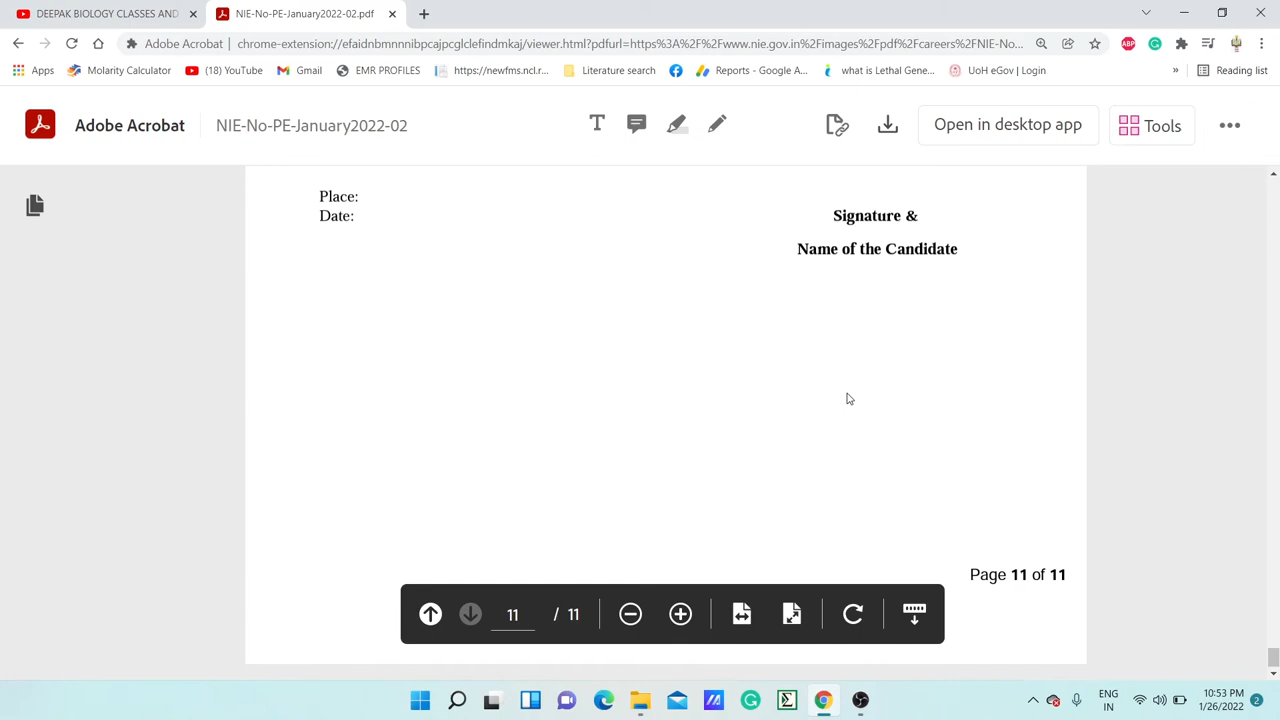 DEEPAK BIOLOGY CLASSES AND
NIE-No-PE-January2022-02.pdf
Adobe Acrobat
chrome-extension://efaidnbmnnnibpcajpcglclefindmkaj/viewer.html?pdfurl=https%3A%2F%2Fwww.nie.gov.in%2Fimages%2Fpdf%2Fcareers%2FNIE-No...
ABP
Apps
Molarity Calculator
(18) YouTube
Gmail
EMR PROFILES
https://newfms.ncl.r...
Literature search
Reports - Google A...
what is Lethal Gene...
UoH eGov | Login
»
Reading list
Adobe Acrobat
NIE-No-PE-January2022-02
Open in desktop app
Tools
Place:
Date:
Signature &
Name of the Candidate
Page 11 of 11
11 / 11
ENG
IN
10:53 PM
1/26/2022
2